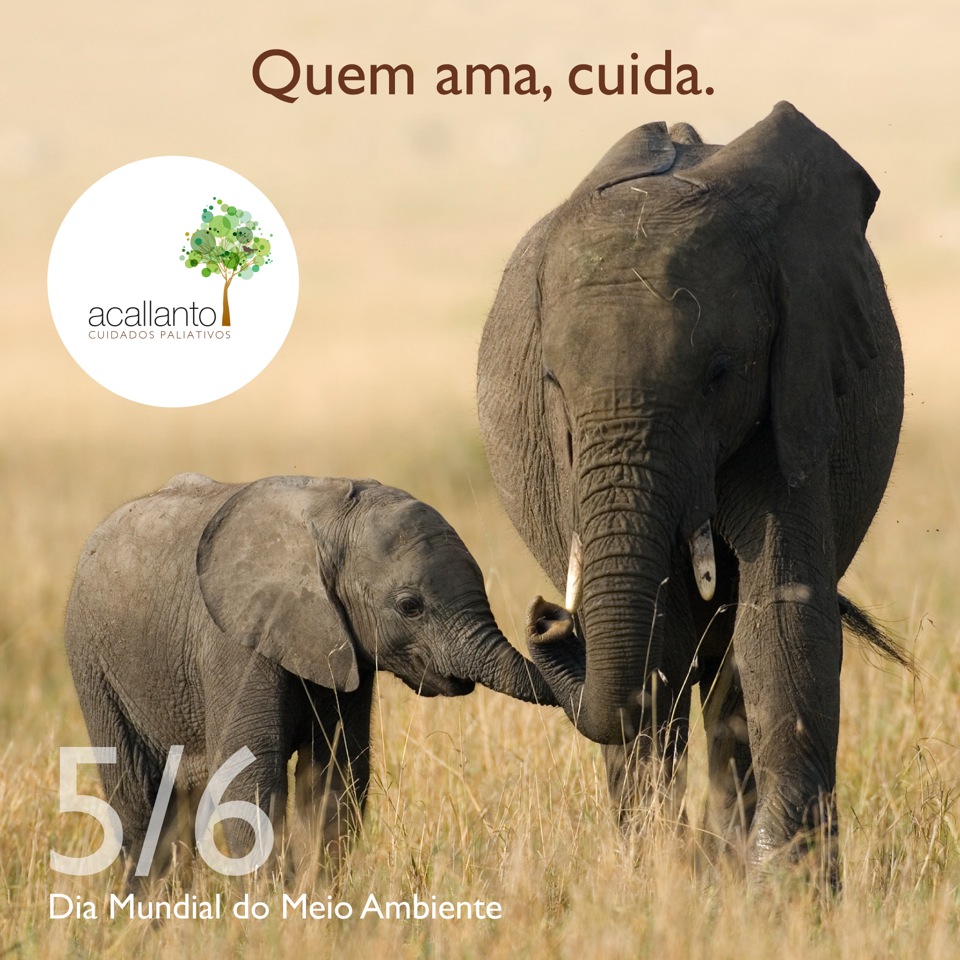 Quem ama, cuida.
acallanto
CUIDADOS PALIATIVOS
5/6
Dia Mundial do Meio Ambiente